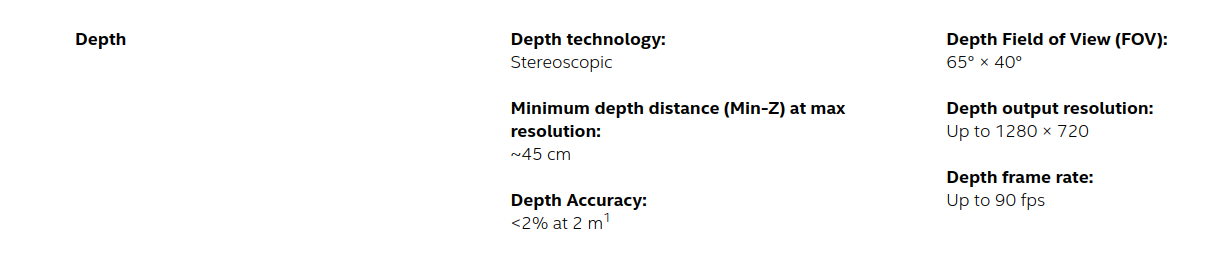 Depth
Depth technology:
Stereoscopic
Minimum depth distance (Min-Z) at max
resolution:
~45 cm
Depth Accuracy:
<2% at 2 m¹
Depth Field of View (FOV):
65° × 40°
Depth output resolution:
Up to 1280 × 720
Depth frame rate:
Up to 90 fps